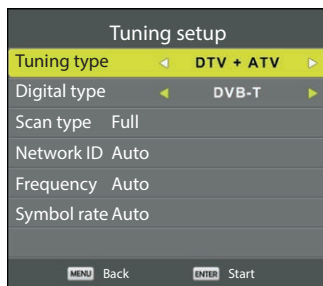 Tuning setup
Tuning type DTV + ATV
Digital type DVB-T
Scan type Full
Network ID Auto
Frequency Auto
Symbol rate Auto
MENU Back ENTER Start